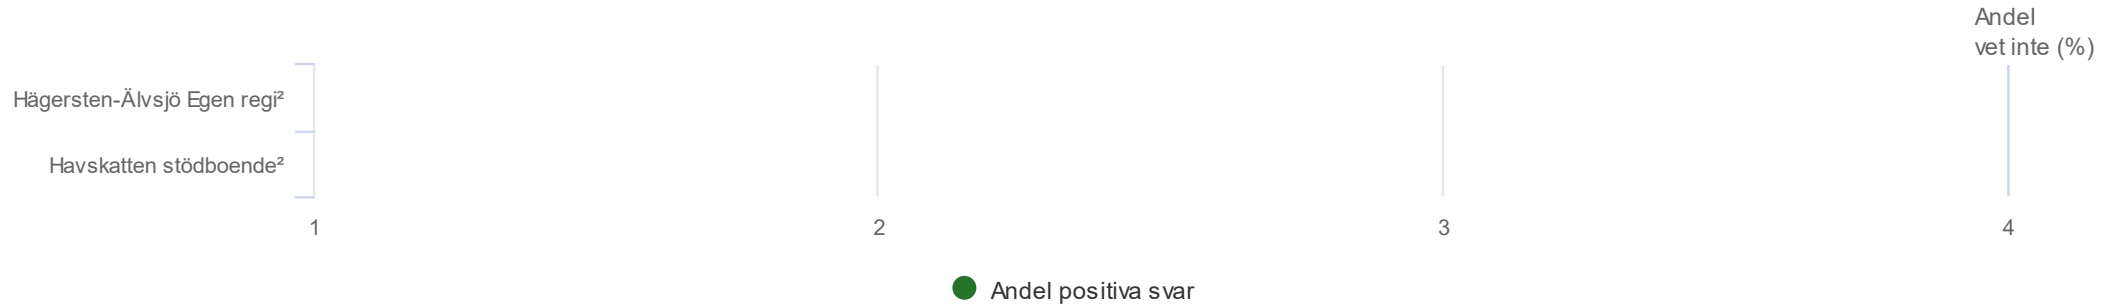 Andel
vet inte (%)
Hägersten-Älvsjö Egen regi²
Havskatten stödboende²
1 2 3 4
Andel positiva svar